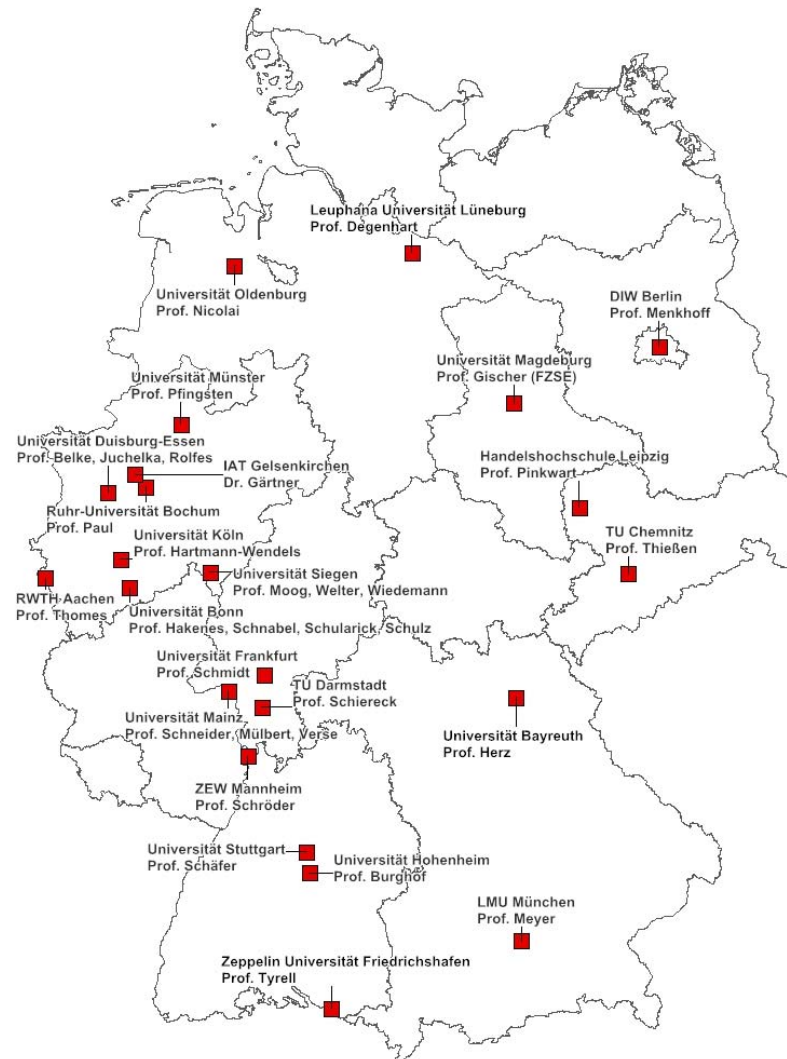 Leuphana Universität Lüneburg
Prof. Degenhart
Universität Oldenburg
Prof. Nicolai
DIW Berlin
Prof. Menkhoff
Universität Magdeburg
Prof. Gischer (FZSE)
Universität Münster
Prof. Pfingsten
Universität Duisburg-Essen
Prof. Belke, Juchelka, Rolfes
IAT Gelsenkirchen
Dr. Gärtner
Handelshochschule Leipzig
Prof. Pinkwart
Ruhr-Universität Bochum
Prof. Paul
Universität Köln
Prof. Hartmann-Wendels
TU Chemnitz
Prof. Thießen
Universität Siegen
Prof. Moog, Welter, Wiedemann
RWTH Aachen
Prof. Thomes
Universität Bonn
Prof. Hakenes, Schnabel, Schularick, Schulz
Universität Frankfurt
Prof. Schmidt
TU Darmstadt
Prof. Schiereck
Universität Mainz
Prof. Schneider, Mülbert, Verse
Universität Bayreuth
Prof. Herz
ZEW Mannheim
Prof. Schröder
Universität Stuttgart
Prof. Schäfer
Universität Hohenheim
Prof. Burghof
LMU München
Prof. Meyer
Zeppelin Universität Friedrichshafen
Prof. Tyrell